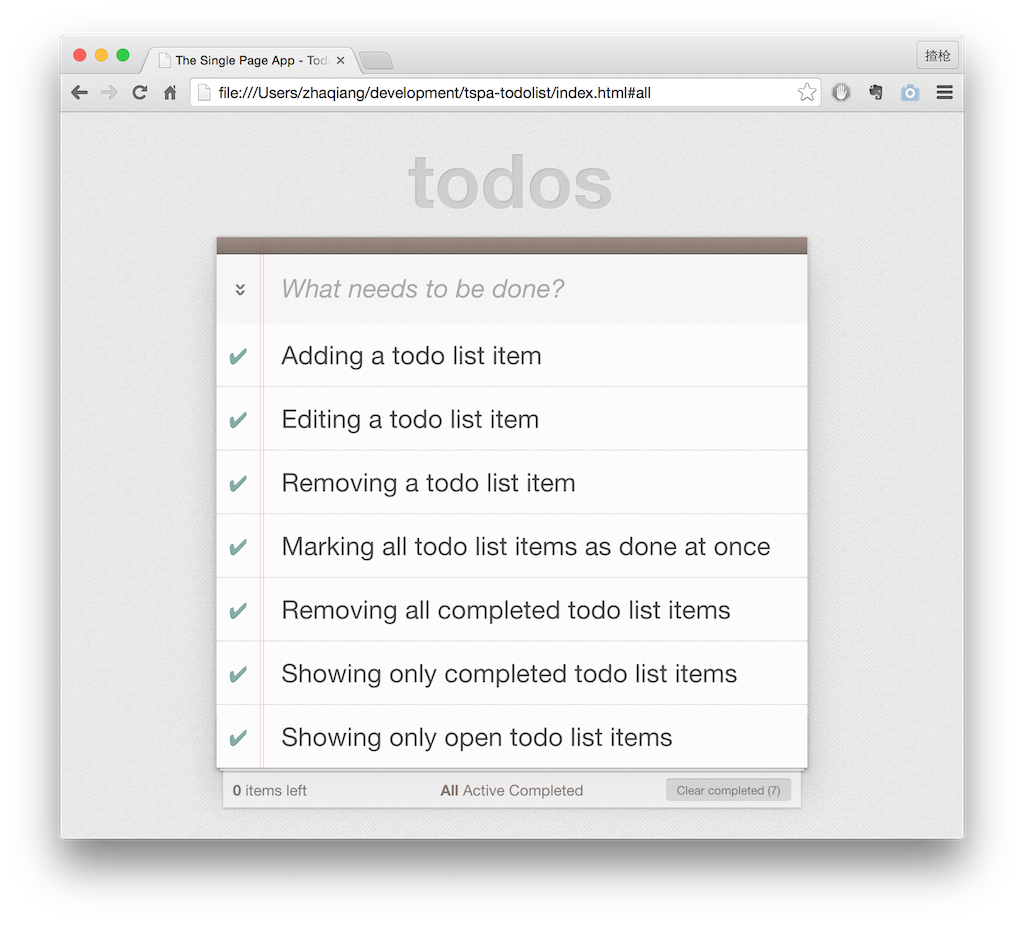 The Single Page App - Tod
揸枪
file:///Users/zhaqiang/development/tspa-todolist/index.html#all
todos
What needs to be done?
Adding a todo list item
Editing a todo list item
Removing a todo list item
Marking all todo list items as done at once
Removing all completed todo list items
Showing only completed todo list items
Showing only open todo list items
0 items left
All Active Completed
Clear completed (7)